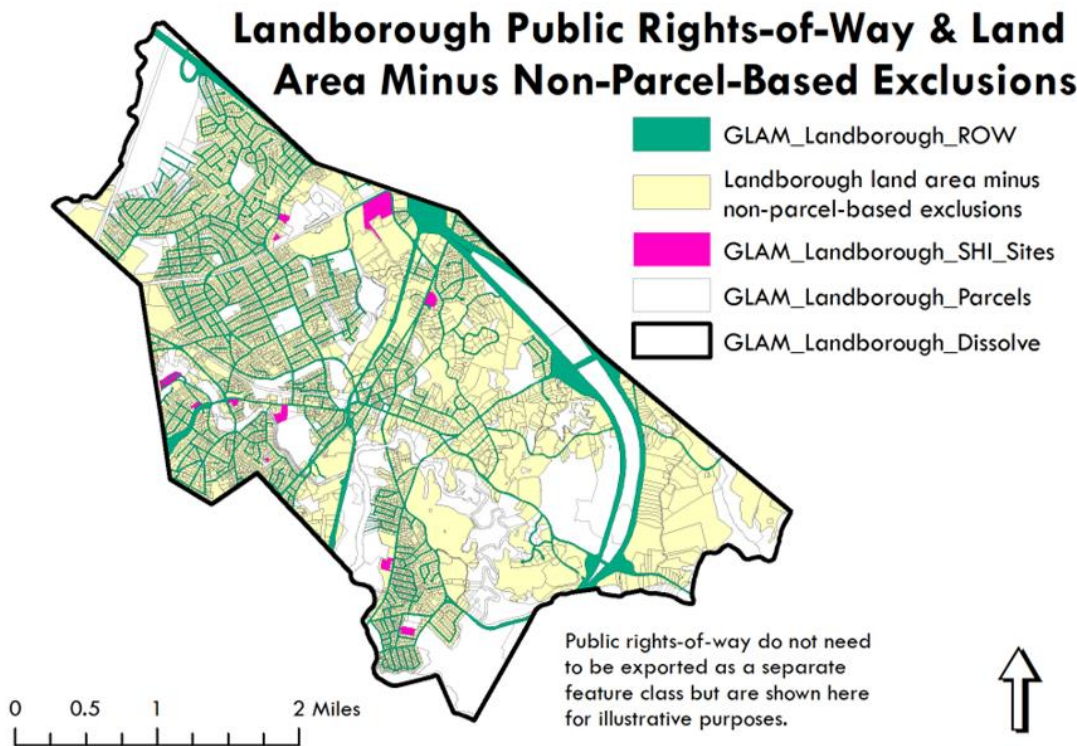 Landborough Public Rights-of-Way & Land
Area Minus Non-Parcel-Based Exclusions
GLAM_Landborough_ROW
Landborough land area minus
non-parcel-based exclusions
GLAM_Landborough_SHI_Sites
GLAM_Landborough_Parcels
GLAM_Landborough_Dissolve
Public rights-of-way do not need
to be exported as a separate
feature class but are shown here
for illustrative purposes.
0 0.5 1 2 Miles